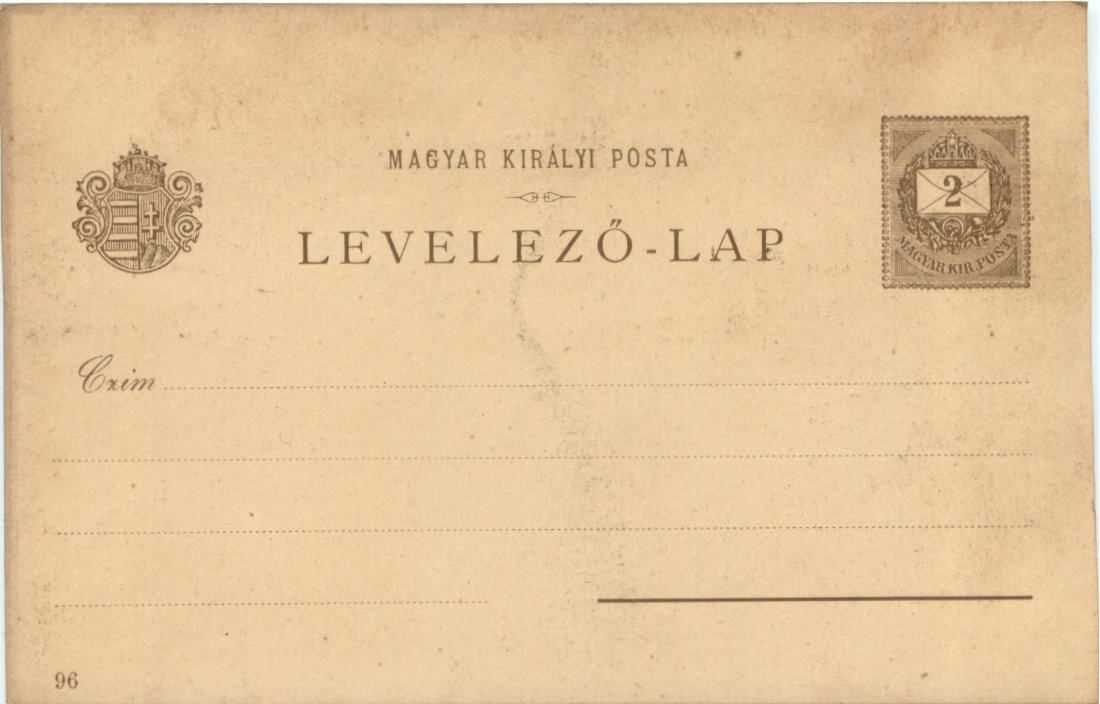 MAGYAR KIRÁLYI POSTA
LEVELEZŐ-LAP
2
MAGYAR KIR. POSTA
Czim
96